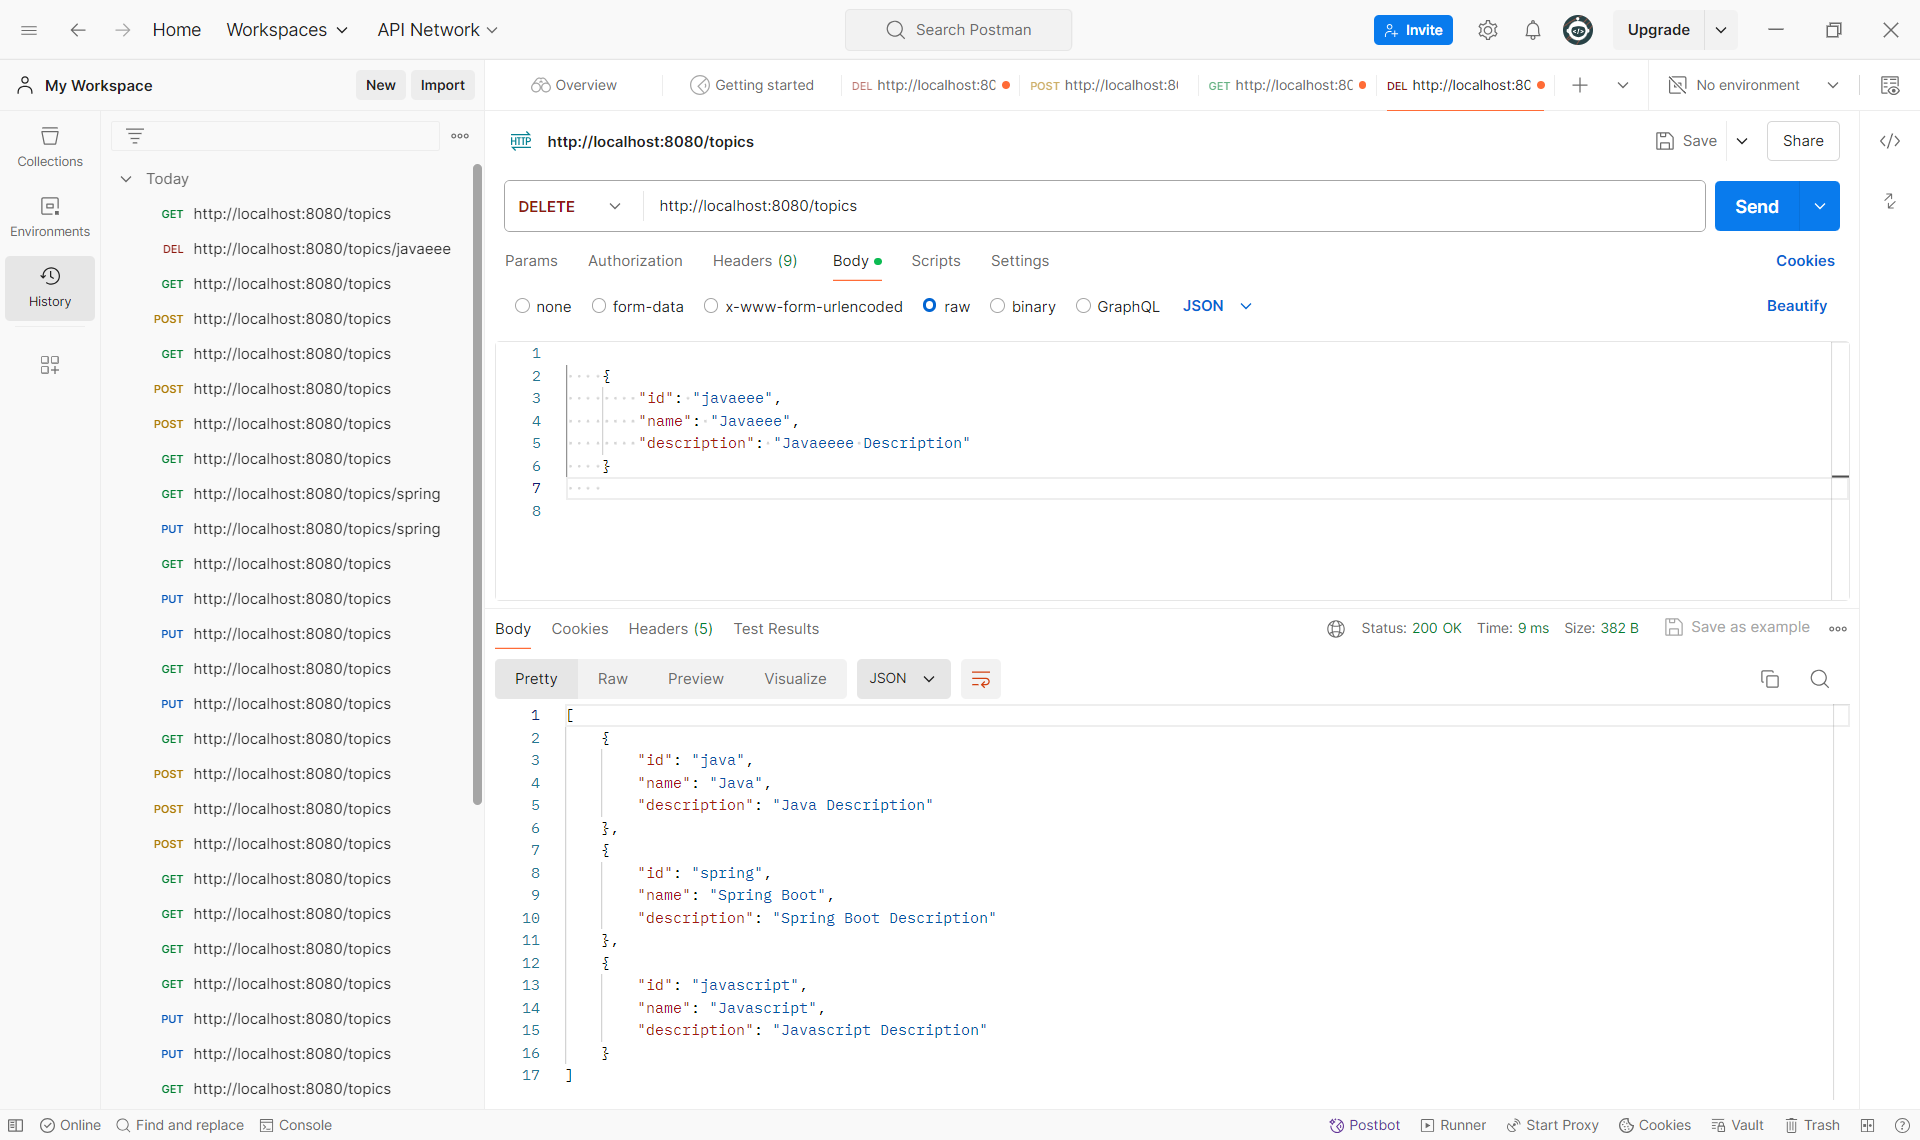 Home
Workspaces
API Network
Search Postman
Invite
Upgrade
My Workspace
New
Import
Overview
Getting started
DEL http://localhost:80
POST http://localhost:8
GET http://localhost:80
DEL http://localhost:80
No environment
Collections
Environments
History
Today
GET http://localhost:8080/topics
DEL http://localhost:8080/topics/javaeee
GET http://localhost:8080/topics
POST http://localhost:8080/topics
GET http://localhost:8080/topics
POST http://localhost:8080/topics
POST http://localhost:8080/topics
GET http://localhost:8080/topics
GET http://localhost:8080/topics/spring
PUT http://localhost:8080/topics/spring
GET http://localhost:8080/topics
PUT http://localhost:8080/topics
PUT http://localhost:8080/topics
GET http://localhost:8080/topics
PUT http://localhost:8080/topics
GET http://localhost:8080/topics
POST http://localhost:8080/topics
POST http://localhost:8080/topics
POST http://localhost:8080/topics
GET http://localhost:8080/topics
GET http://localhost:8080/topics
GET http://localhost:8080/topics
GET http://localhost:8080/topics
PUT http://localhost:8080/topics
PUT http://localhost:8080/topics
GET http://localhost:8080/topics
HTTP http://localhost:8080/topics
Save
Share
DELETE
http://localhost:8080/topics
Send
Params
Authorization
Headers (9)
Body
Scripts
Settings
Cookies
none
form-data
x-www-form-urlencoded
raw
binary
GraphQL
JSON
Beautify
1
2 {
3 "id": "javaeee",
4 "name": "Javaeee",
5 "description": "Javaeeee Description"
6 }
7
8
Body
Cookies
Headers (5)
Test Results
Status: 200 OK
Time: 9 ms
Size: 382 B
Save as example
Pretty
Raw
Preview
Visualize
JSON
1 [
2 {
3 "id": "java",
4 "name": "Java",
5 "description": "Java Description"
6 },
7 {
8 "id": "spring",
9 "name": "Spring Boot",
10 "description": "Spring Boot Description"
11 },
12 {
13 "id": "javascript",
14 "name": "Javascript",
15 "description": "Javascript Description"
16 }
17 ]
Online
Find and replace
Console
Postbot
Runner
Start Proxy
Cookies
Vault
Trash